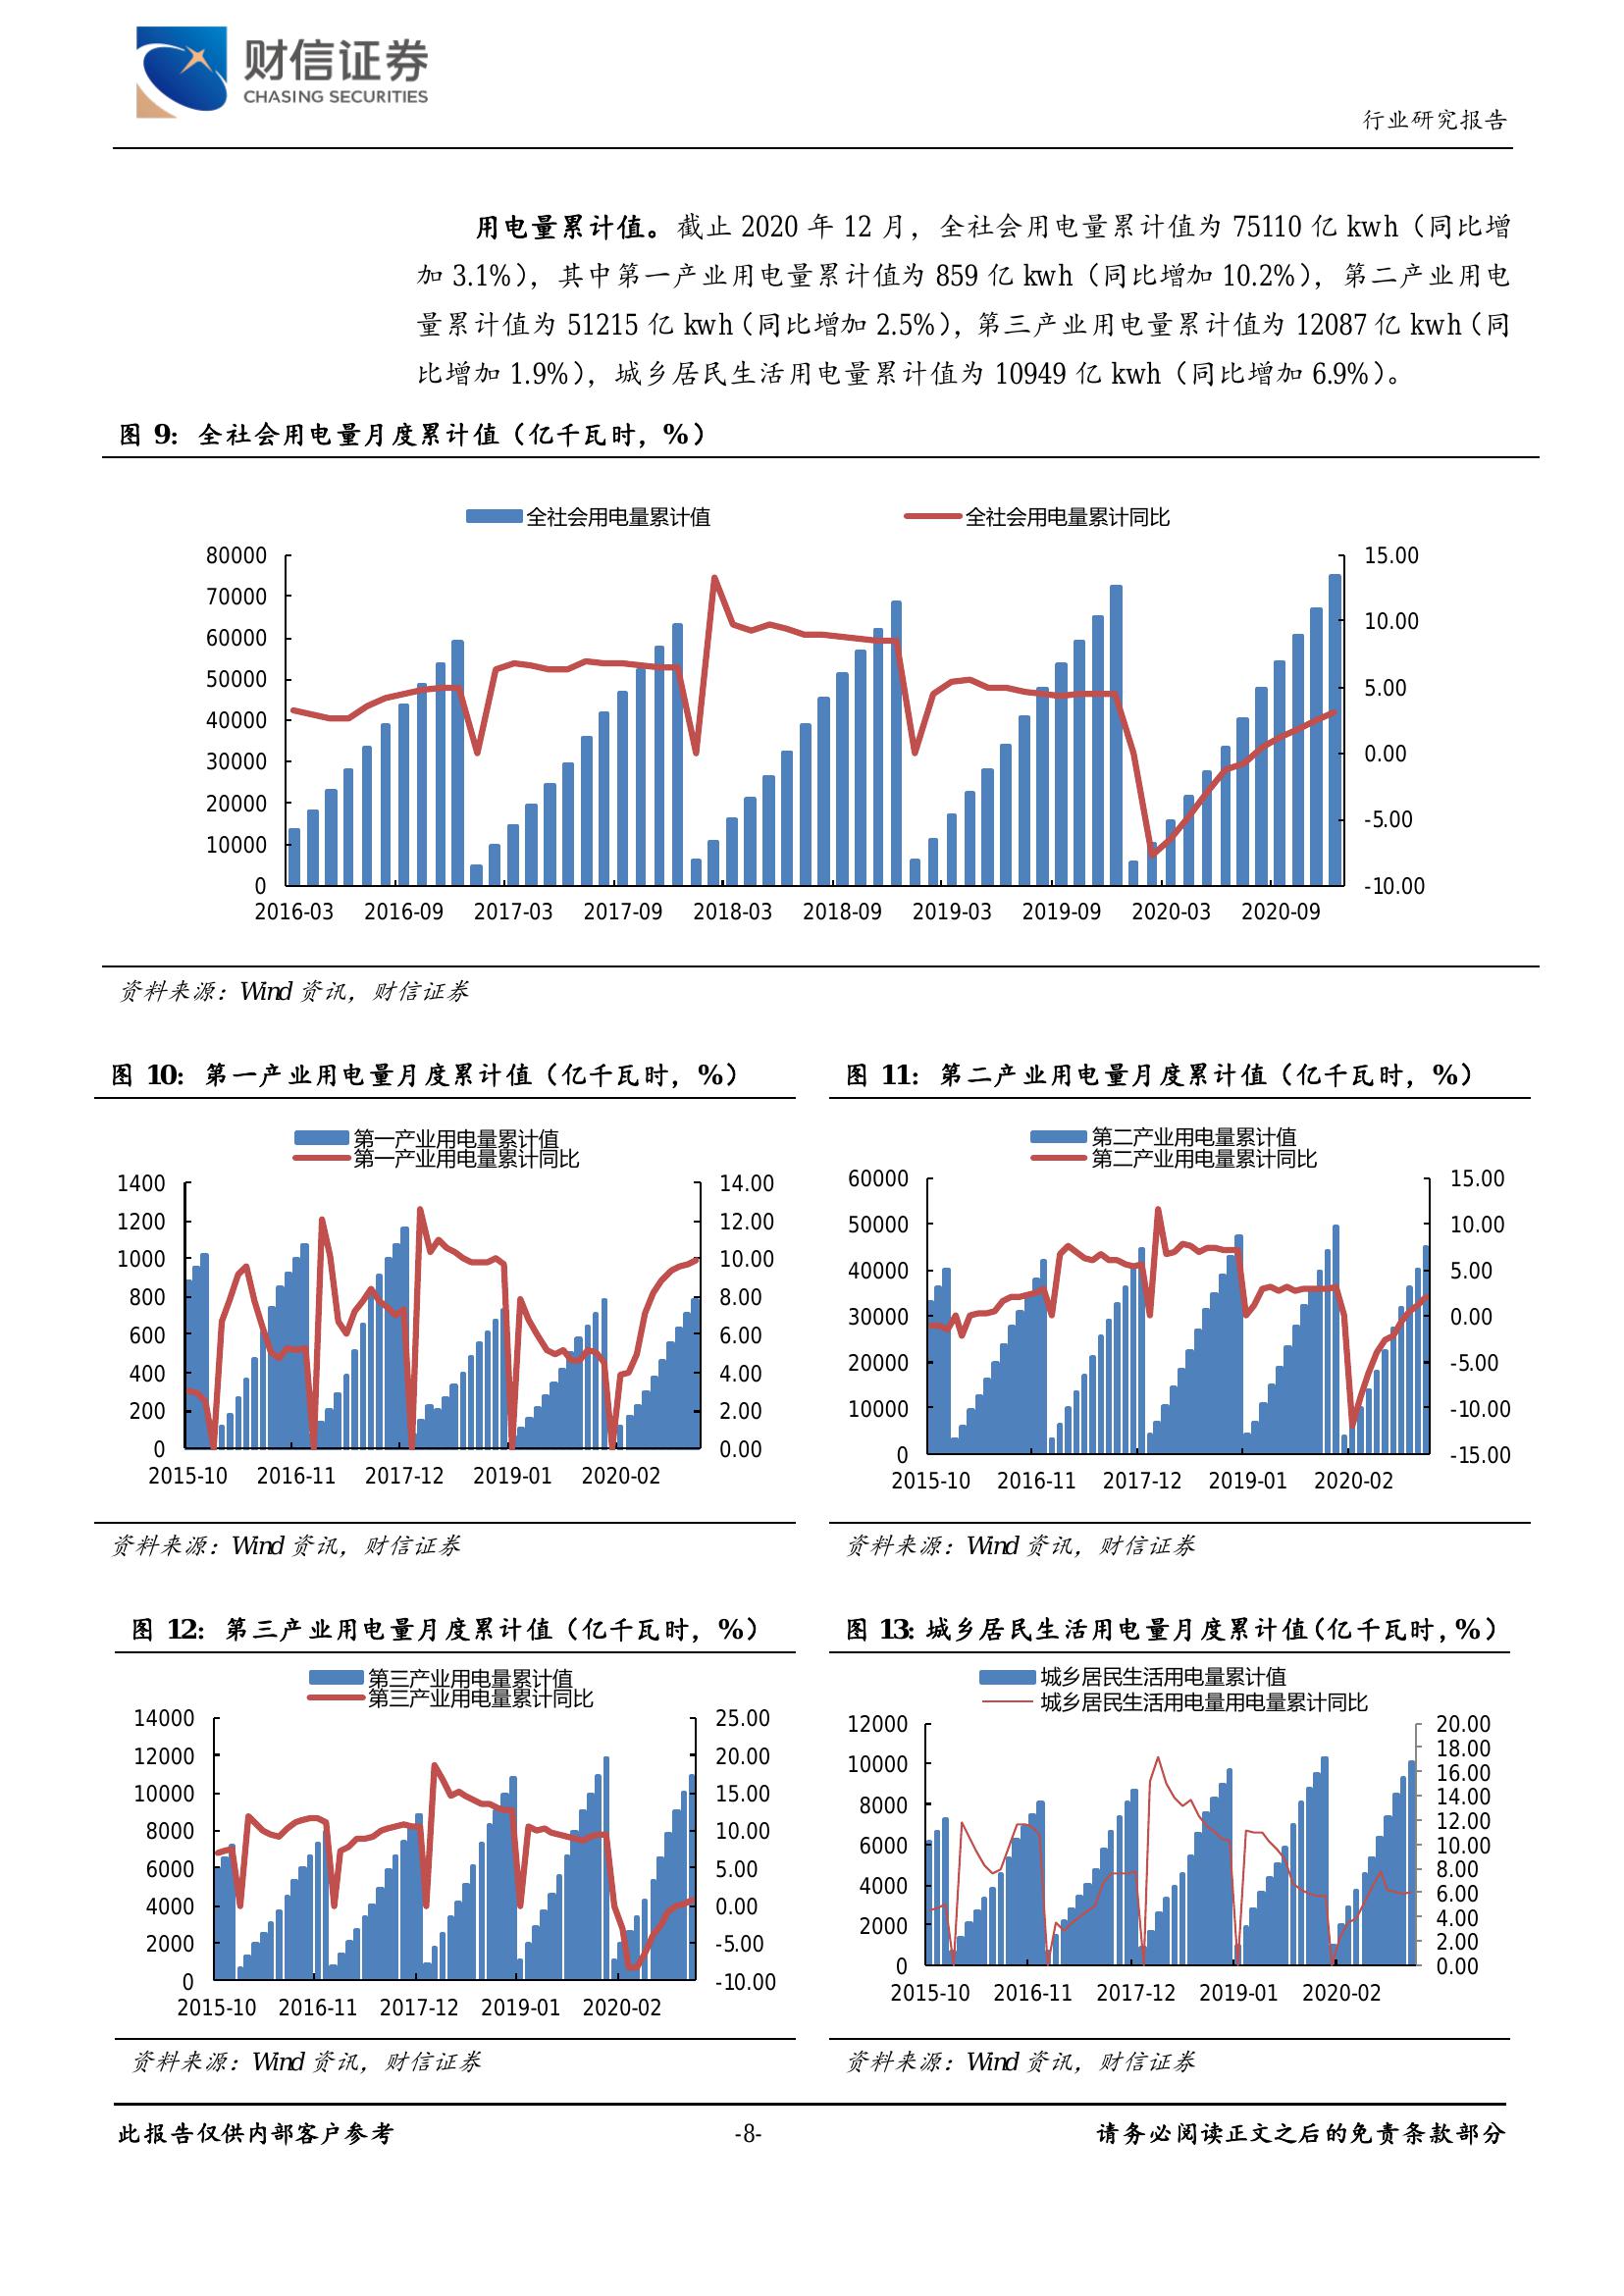 财信证券
CHASING SECURITIES
行业研究报告
用电量累计值。截止 2020 年 12 月，全社会用电量累计值为 75110 亿 kwh（同比增
加 3.1%），其中第一产业用电量累计值为 859 亿 kwh（同比增加 10.2%），第二产业用电
量累计值为 51215 亿 kwh（同比增加 2.5%），第三产业用电量累计值为 12087 亿 kwh（同
比增加 1.9%），城乡居民生活用电量累计值为 10949 亿 kwh（同比增加 6.9%）。
图 9: 全社会用电量月度累计值（亿千瓦时，%）
全社会用电量累计值 全社会用电量累计同比
80000 15.00
70000
10.00
60000
50000 5.00
40000
30000 0.00
20000
-5.00
10000
0 -10.00
2016-03 2016-09 2017-03 2017-09 2018-03 2018-09 2019-03 2019-09 2020-03 2020-09
资料来源：Wind 资讯，财信证券
图 10: 第一产业用电量月度累计值（亿千瓦时，%）
第一产业用电量累计值
第一产业用电量累计同比
1400 14.00
1200 12.00
1000 10.00
800 8.00
600 6.00
400 4.00
200 2.00
0 0.00
2015-10 2016-11 2017-12 2019-01 2020-02
资料来源：Wind 资讯，财信证券
图 11: 第二产业用电量月度累计值（亿千瓦时，%）
第二产业用电量累计值
第二产业用电量累计同比
60000 15.00
50000 10.00
40000 5.00
30000 0.00
20000 -5.00
10000 -10.00
0 -15.00
2015-10 2016-11 2017-12 2019-01 2020-02
资料来源：Wind 资讯，财信证券
图 12: 第三产业用电量月度累计值（亿千瓦时，%）
第三产业用电量累计值
第三产业用电量累计同比
14000 25.00
12000 20.00
10000 15.00
8000 10.00
6000 5.00
4000 0.00
2000 -5.00
0 -10.00
2015-10 2016-11 2017-12 2019-01 2020-02
资料来源：Wind 资讯，财信证券
图 13: 城乡居民生活用电量月度累计值（亿千瓦时，%）
城乡居民生活用电量累计值
城乡居民生活用电量用电量累计同比
12000 20.00
18.00
10000 16.00
8000 14.00
12.00
6000 10.00
8.00
4000 6.00
2000 4.00
2.00
0 0.00
2015-10 2016-11 2017-12 2019-01 2020-02
资料来源：Wind 资讯，财信证券
此报告仅供内部客户参考 -8- 请务必阅读正文之后的免责条款部分